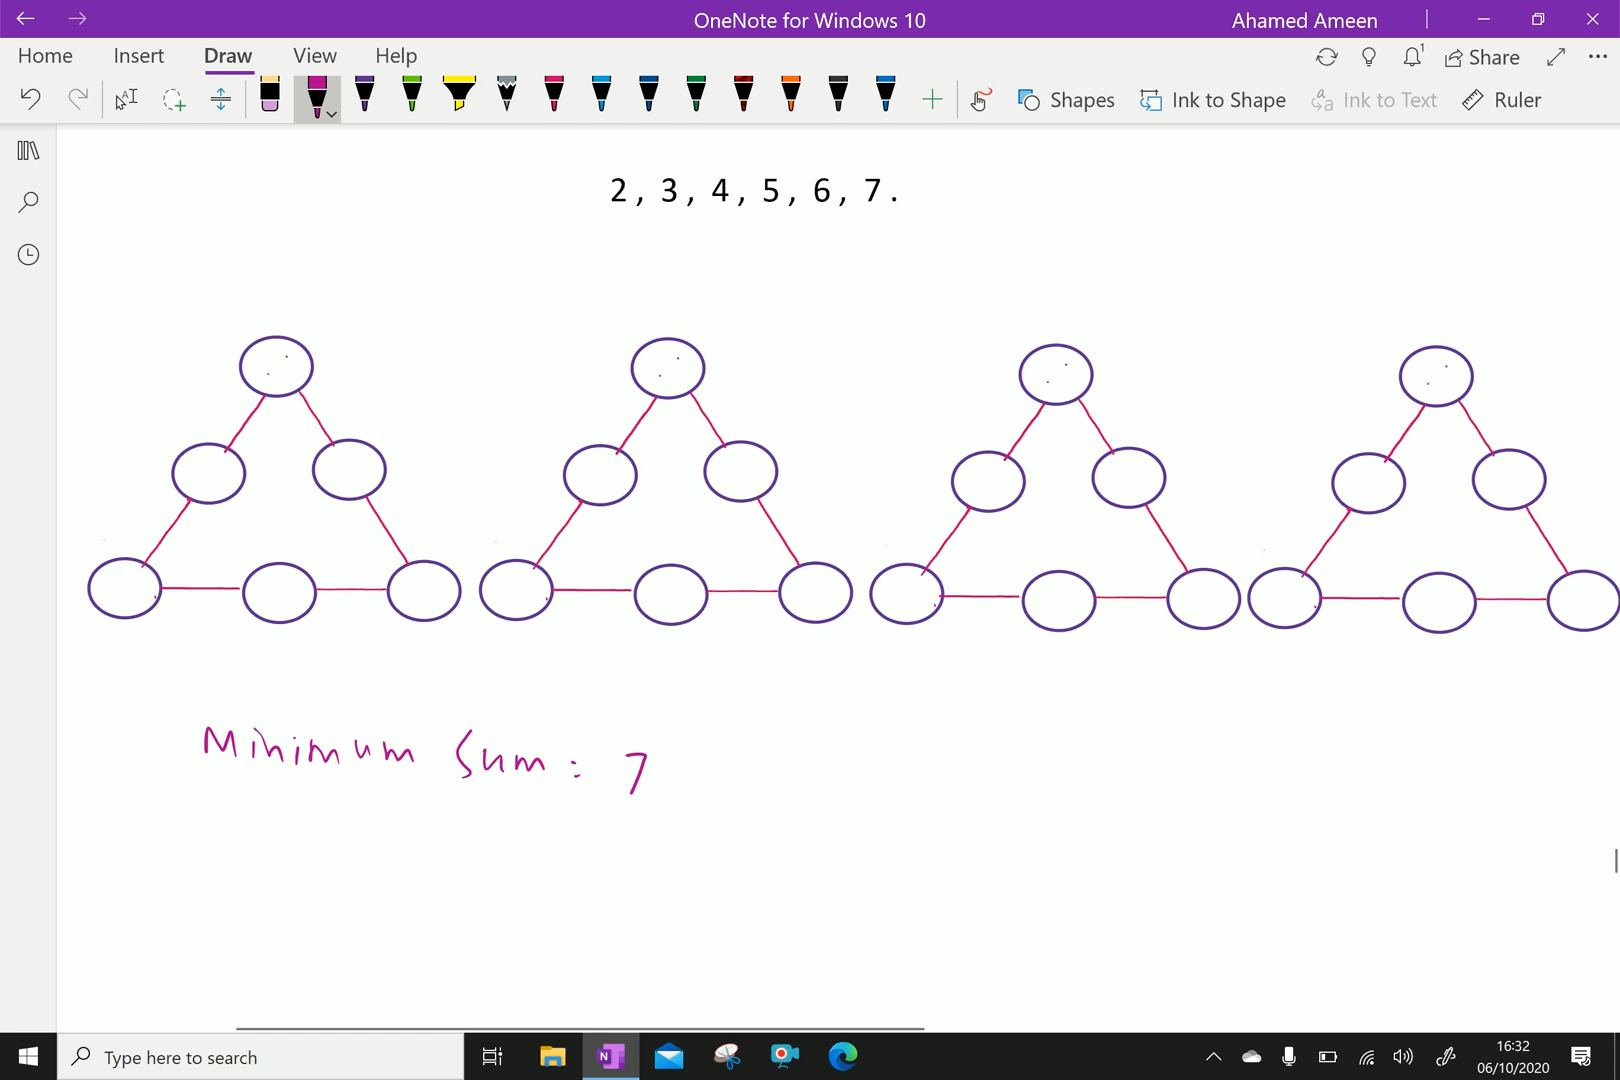 OneNote for Windows 10
Ahamed Ameen
Home Insert Draw View Help
1
Share
Shapes
Ink to Shape
Ink to Text
Ruler
2, 3, 4, 5, 6, 7.
Minimum Sum: 7
Type here to search
16:32
06/10/2020